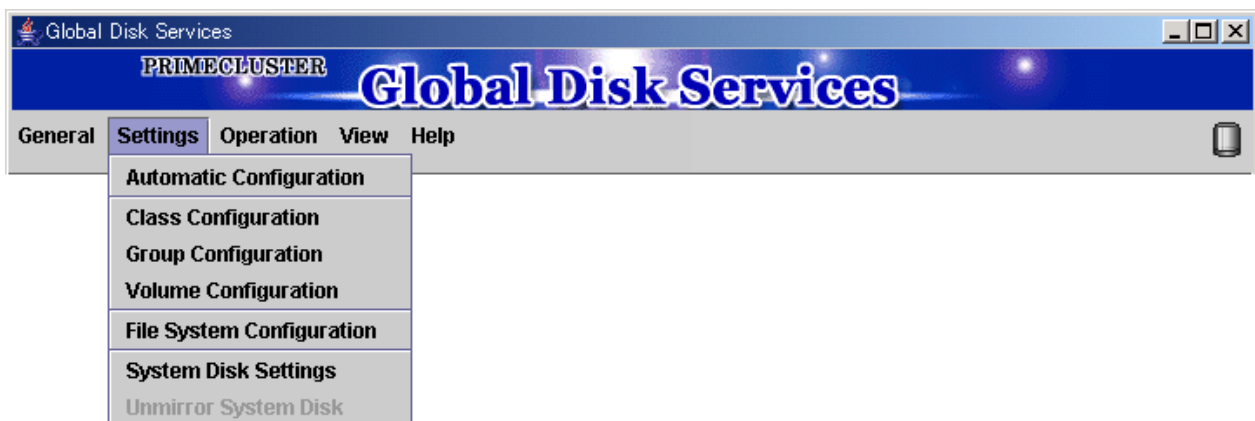 Global Disk Services
PRIMECLUSTER
Global Disk Services
General Settings Operation View Help
Automatic Configuration
Class Configuration
Group Configuration
Volume Configuration
File System Configuration
System Disk Settings
Unmirror System Disk